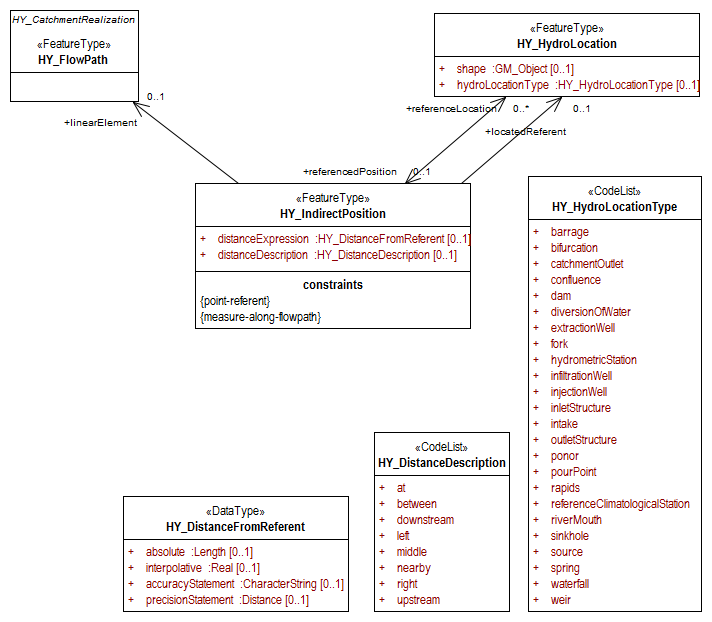 HY_CatchmentRealization
«FeatureType»
HY_FlowPath
«FeatureType»
HY_HydroLocation
+ shape :GM_Object [0..1]
+ hydroLocationType :HY_HydroLocationType [0..1]
0..1
+linearElement
+referenceLocation
0..*
0..1
+locatedReferent
+referencedPosition
0..1
«FeatureType»
HY_IndirectPosition
+ distanceExpression :HY_DistanceFromReferent [0..1]
+ distanceDescription :HY_DistanceDescription [0..1]
constraints
{point-referent}
{measure-along-flowpath}
«CodeList»
HY_HydroLocationType
+ barrage
+ bifurcation
+ catchmentOutlet
+ confluence
+ dam
+ diversionOfWater
+ extractionWell
+ fork
+ hydrometricStation
+ infiltrationWell
+ injectionWell
+ inletStructure
+ intake
+ outletStructure
+ ponor
+ pourPoint
+ rapids
+ referenceClimatologicalStation
+ riverMouth
+ sinkhole
+ source
+ spring
+ waterfall
+ weir
«CodeList»
HY_DistanceDescription
+ at
+ between
+ downstream
+ left
+ middle
+ nearby
+ right
+ upstream
«DataType»
HY_DistanceFromReferent
+ absolute :Length [0..1]
+ interpolative :Real [0..1]
+ accuracyStatement :CharacterString [0..1]
+ precisionStatement :Distance [0..1]